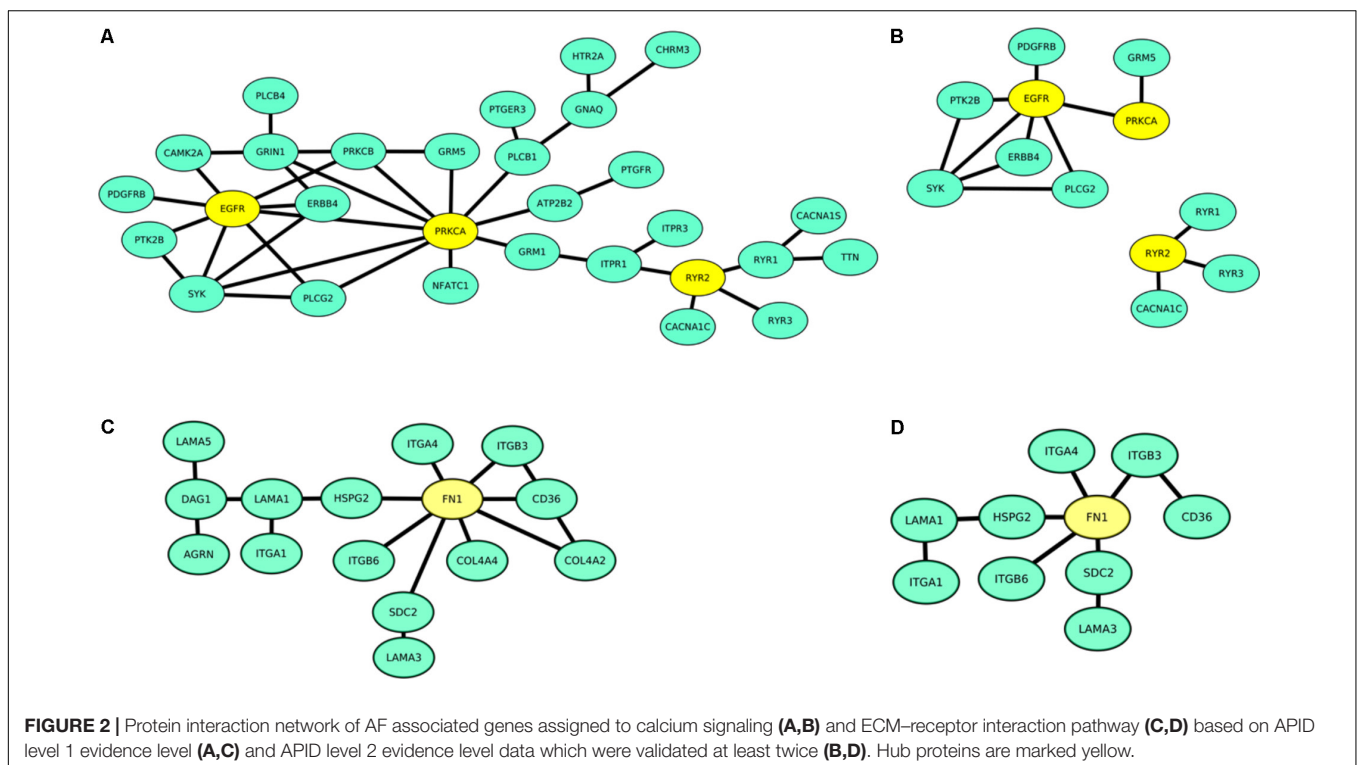 A
B
HTR2A
CHRM3
PDGFRB
GRM5
PLCB4
PTGER3
GNAQ
PTK2B
EGFR
PRKCA
CAMK2A
GRIN1
PRKCB
GRM5
PLCB1
ERBB4
PTGFR
SYK
PLCG2
PDGFRB
EGFR
ERBB4
ATP2B2
PTK2B
PRKCA
ITPR3
CACNA1S
RYR1
GRM1
ITPR1
RYR1
TTN
RYR2
SYK
PLCG2
NFATC1
RYR2
RYR3
CACNA1C
RYR3
CACNA1C
C
D
LAMA5
ITGA4
ITGB3
ITGA4
ITGB3
DAG1
LAMA1
HSPG2
FN1
CD36
LAMA1
HSPG2
FN1
CD36
AGRN
ITGA1
ITGB6
COL4A4
COL4A2
ITGA1
ITGB6
SDC2
SDC2
LAMA3
LAMA3
FIGURE 2 | Protein interaction network of AF associated genes assigned to calcium signaling (A,B) and ECM–receptor interaction pathway (C,D) based on APID
level 1 evidence level (A,C) and APID level 2 evidence level data which were validated at least twice (B,D). Hub proteins are marked yellow.